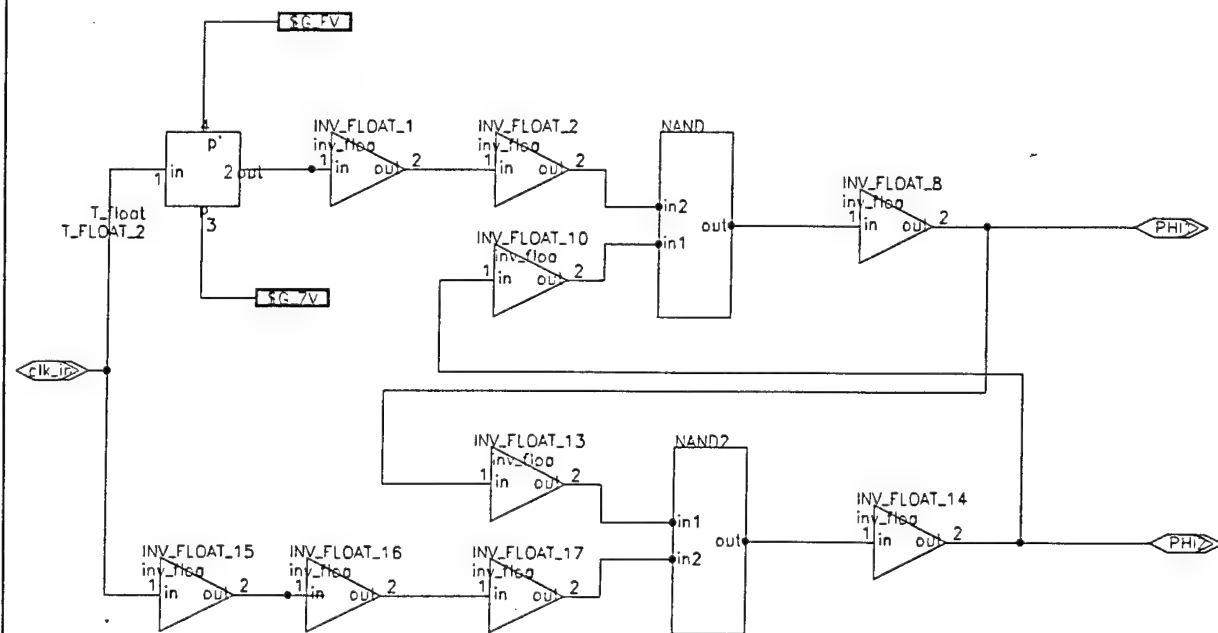 INV_FLOAT_1
inv_floa
1 in out 2
INV_FLOAT_2
inv_floa
1 in out 2
NAND
in2
in1
out
INV_FLOAT_8
inv_floa
1 in out 2
4
p'
1 in 2 out
p
3
T_float
T_FLOAT_2
INV_FLOAT_10
inv_floa
1 in out 2
clk_in
INV_FLOAT_13
inv_floa
1 in out 2
NAND2
in1
in2
out
INV_FLOAT_14
inv_floa
1 in out 2
PHI2
INV_FLOAT_15
inv_floa
1 in out 2
INV_FLOAT_16
inv_floa
1 in out 2
INV_FLOAT_17
inv_floa
1 in out 2